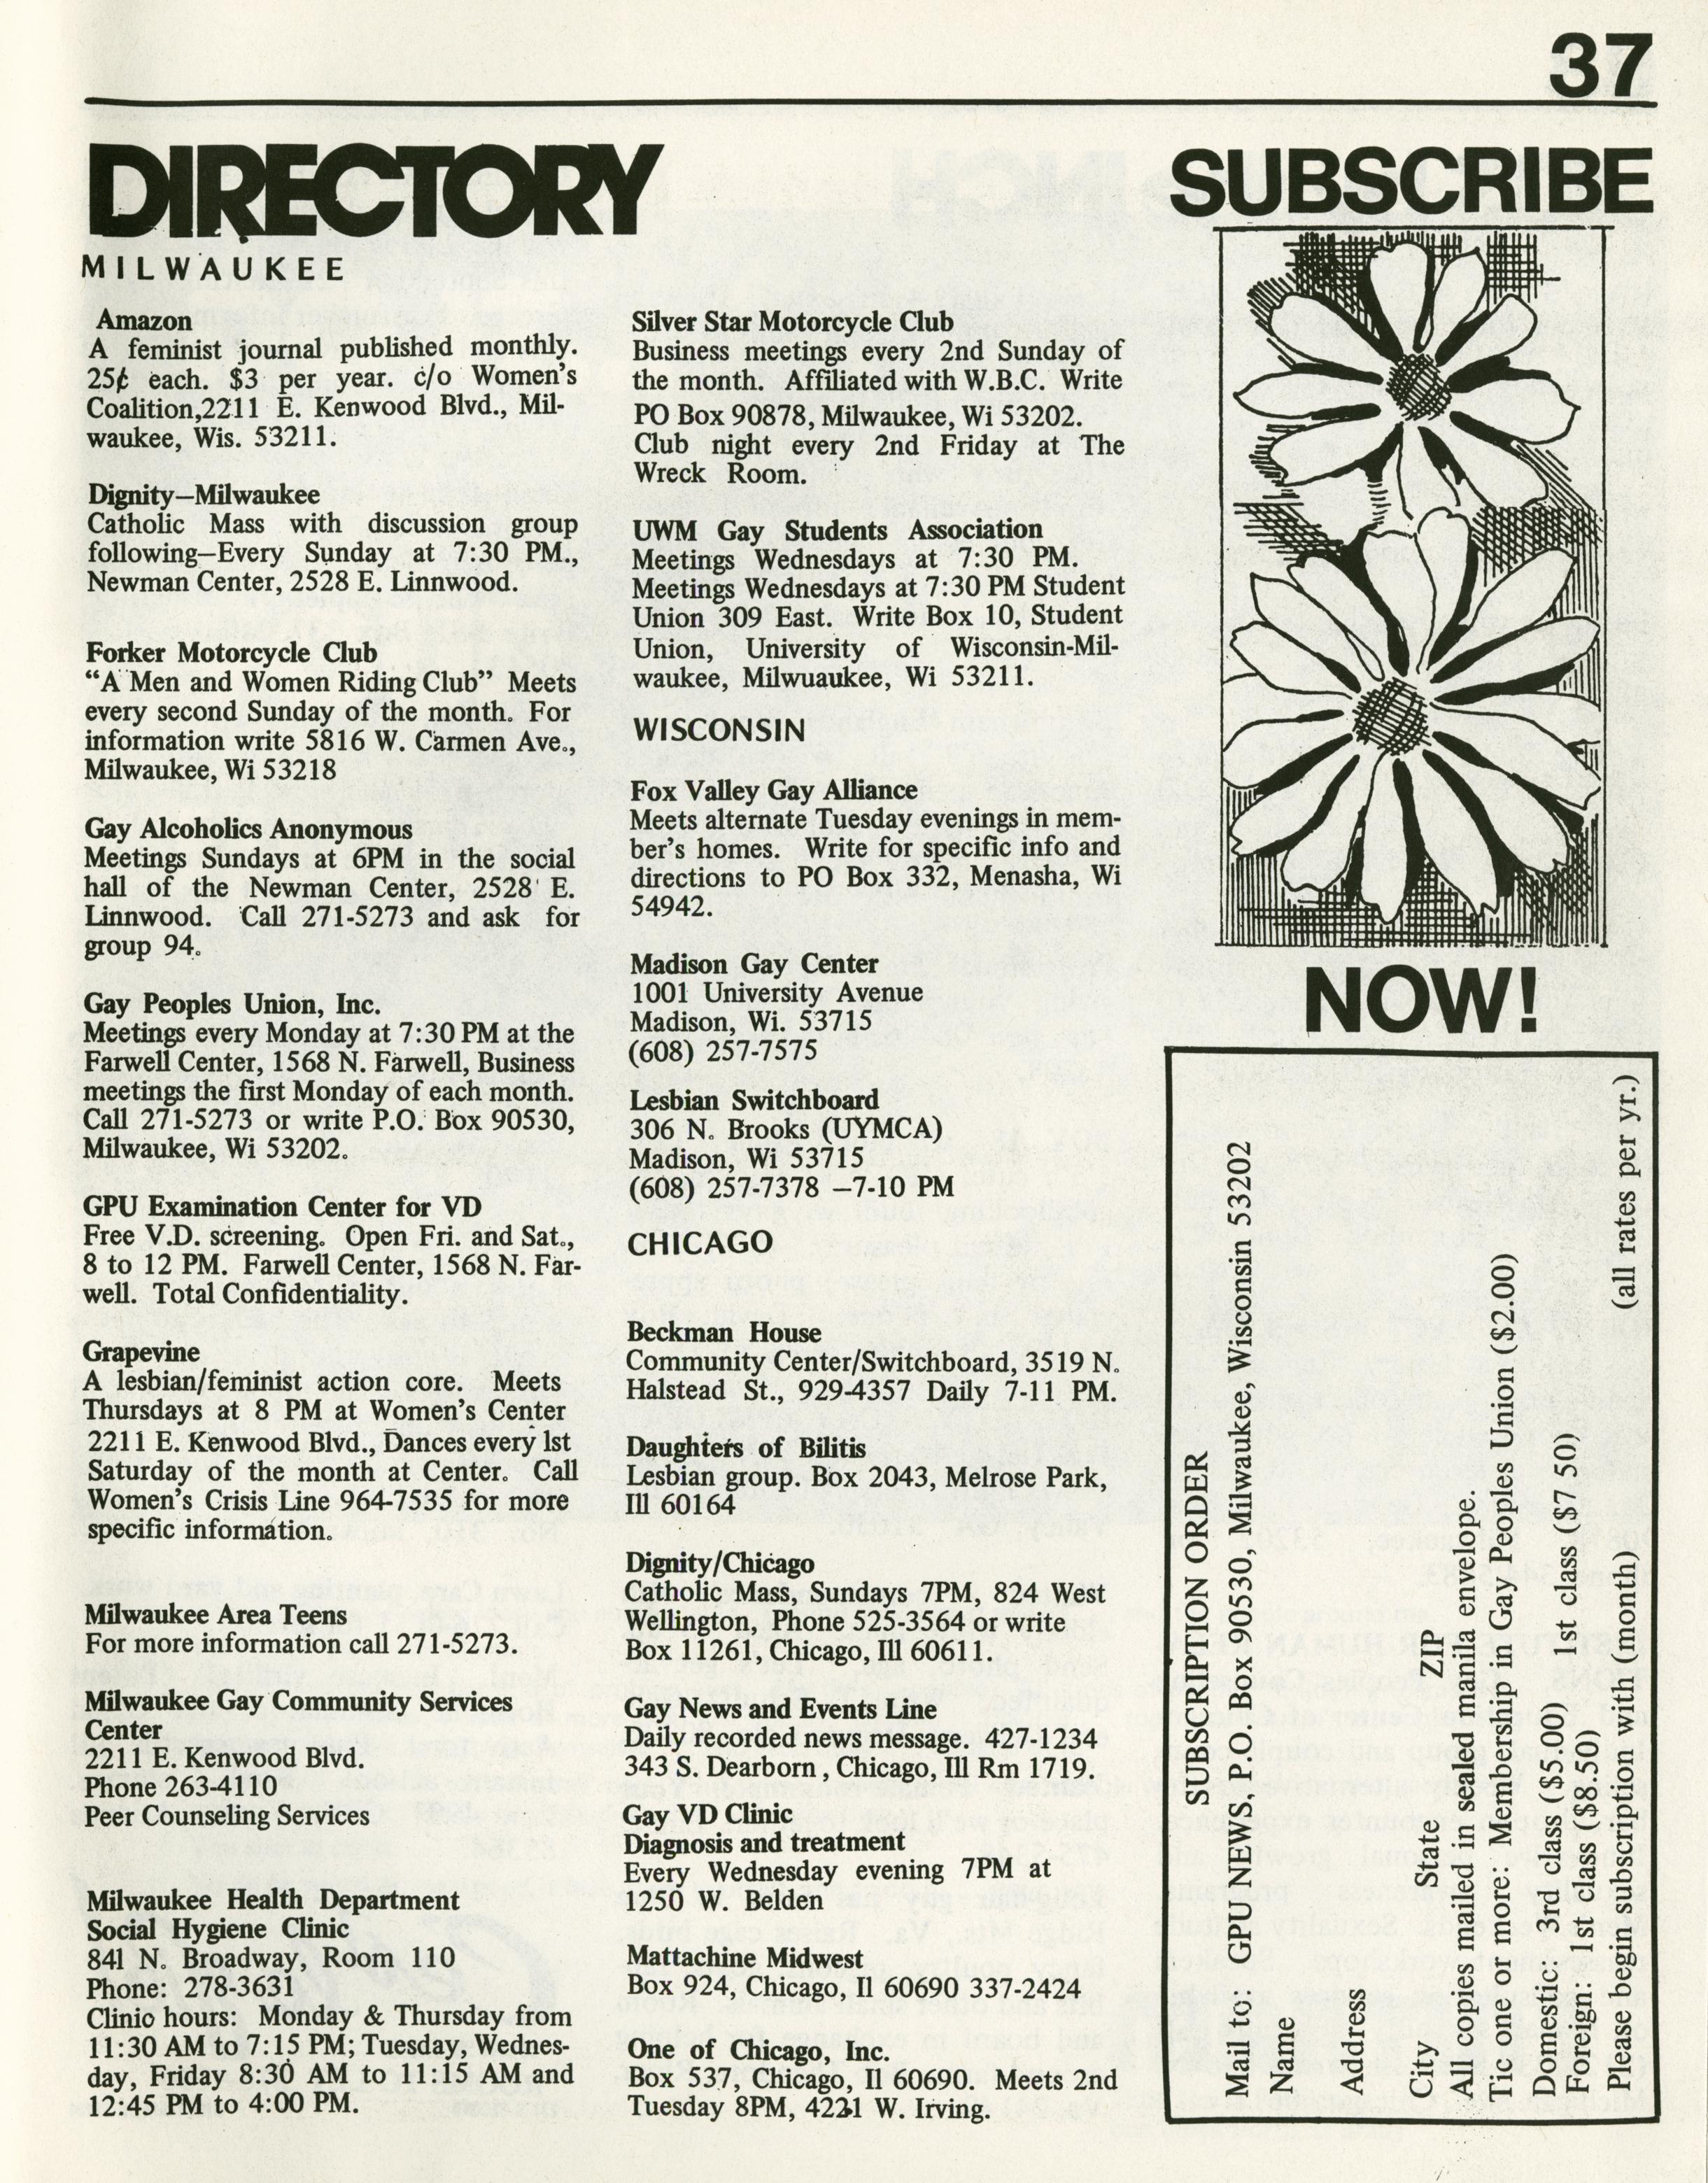 37
DIRECTORY
MILWAUKEE
Amazon
A feminist journal published monthly.
25¢ each. $3 per year. c/o Women's
Coalition,2211 E. Kenwood Blvd., Mil-
waukee, Wis. 53211.
Dignity—Milwaukee
Catholic Mass with discussion group
following—Every Sunday at 7:30 PM.,
Newman Center, 2528 E. Linnwood.
Forker Motorcycle Club
“A Men and Women Riding Club” Meets
every second Sunday of the month. For
information write 5816 W. Carmen Ave.,
Milwaukee, Wi 53218
Gay Alcoholics Anonymous
Meetings Sundays at 6PM in the social
hall of the Newman Center, 2528 E.
Linnwood. Call 271-5273 and ask for
group 94.
Gay Peoples Union, Inc.
Meetings every Monday at 7:30 PM at the
Farwell Center, 1568 N. Farwell, Business
meetings the first Monday of each month.
Call 271-5273 or write P.O. Box 90530,
Milwaukee, Wi 53202.
GPU Examination Center for VD
Free V.D. screening. Open Fri. and Sat.,
8 to 12 PM. Farwell Center, 1568 N. Far-
well. Total Confidentiality.
Grapevine
A lesbian/feminist action core. Meets
Thursdays at 8 PM at Women's Center
2211 E. Kenwood Blvd., Dances every 1st
Saturday of the month at Center. Call
Women's Crisis Line 964-7535 for more
specific information.
Milwaukee Area Teens
For more information call 271-5273.
Milwaukee Gay Community Services
Center
2211 E. Kenwood Blvd.
Phone 263-4110
Peer Counseling Services
Milwaukee Health Department
Social Hygiene Clinic
841 N. Broadway, Room 110
Phone: 278-3631
Clinio hours: Monday & Thursday from
11:30 AM to 7:15 PM; Tuesday, Wednes-
day, Friday 8:30 AM to 11:15 AM and
12:45 PM to 4:00 PM.
Silver Star Motorcycle Club
Business meetings every 2nd Sunday of
the month. Affiliated with W.B.C. Write
PO Box 90878, Milwaukee, Wi 53202.
Club night every 2nd Friday at The
Wreck Room.
UWM Gay Students Association
Meetings Wednesdays at 7:30 PM.
Meetings Wednesdays at 7:30 PM Student
Union 309 East. Write Box 10, Student
Union, University of Wisconsin-Mil-
waukee, Milwuaukee, Wi 53211.
WISCONSIN
Fox Valley Gay Alliance
Meets alternate Tuesday evenings in mem-
ber's homes. Write for specific info and
directions to PO Box 332, Menasha, Wi
54942.
Madison Gay Center
1001 University Avenue
Madison, Wi. 53715
(608) 257-7575
Lesbian Switchboard
306 N. Brooks (UYMCA)
Madison, Wi 53715
(608) 257-7378 —7-10 PM
CHICAGO
Beckman House
Community Center/Switchboard, 3519 N.
Halstead St., 929-4357 Daily 7-11 PM.
Daughters of Bilitis
Lesbian group. Box 2043, Melrose Park,
Ill 60164
Dignity/Chicago
Catholic Mass, Sundays 7PM, 824 West
Wellington, Phone 525-3564 or write
Box 11261, Chicago, Ill 60611.
Gay News and Events Line
Daily recorded news message. 427-1234
343 S. Dearborn, Chicago, Ill Rm 1719.
Gay VD Clinic
Diagnosis and treatment
Every Wednesday evening 7PM at
1250 W. Belden
Mattachine Midwest
Box 924, Chicago, Il 60690 337-2424
One of Chicago, Inc.
Box 537, Chicago, Il 60690. Meets 2nd
Tuesday 8PM, 4221 W. Irving.
SUBSCRIBE
NOW!
SUBSCRIPTION ORDER
Mail to: GPU NEWS, P.O. Box 90530, Milwaukee, Wisconsin 53202
Name
Address
City State ZIP
All copies mailed in sealed manila envelope.
Tic one or more: Membership in Gay Peoples Union ($2.00)
Domestic: 3rd class ($5.00) 1st class ($7 50)
Foreign: 1st class ($8.50)
Please begin subscription with (month) (all rates per yr.)